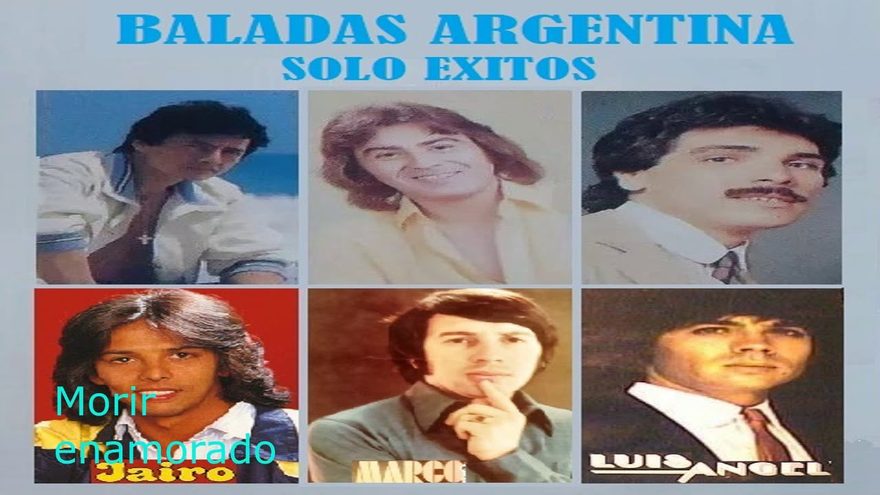 BALADAS ARGENTINA
SOLO EXITOS
Morir
enamorado
Jairo
MARCO
LUIS ANGEL